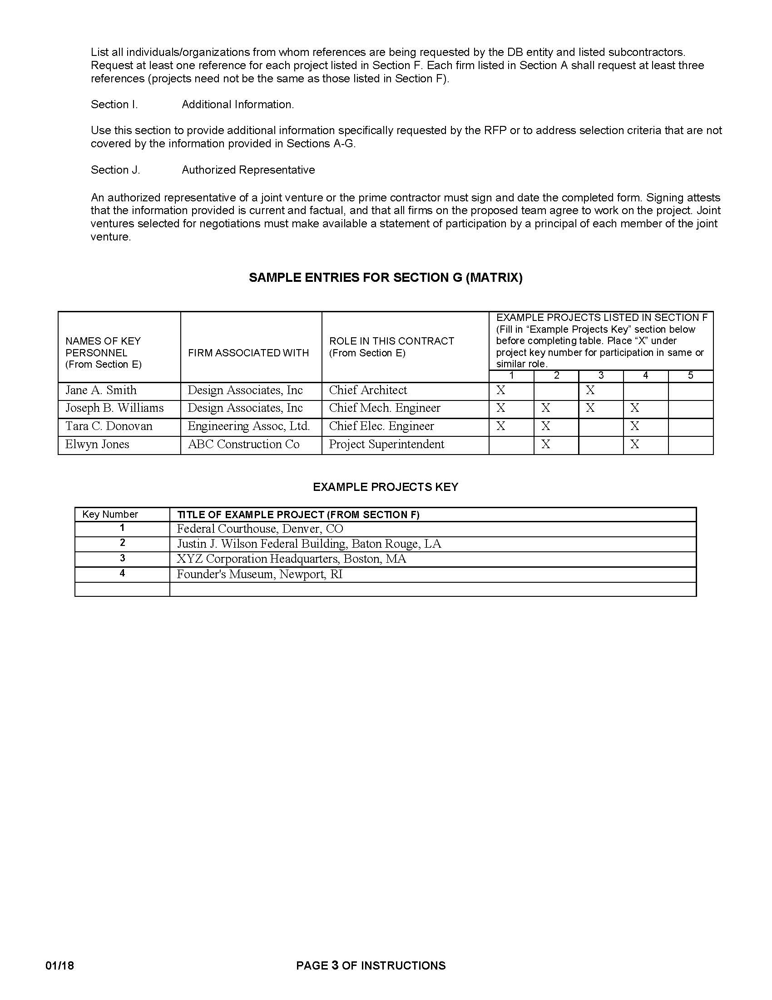 List all individuals/organizations from whom references are being requested by the DB entity and listed subcontractors.
Request at least one reference for each project listed in Section F. Each firm listed in Section A shall request at least three
references (projects need not be the same as those listed in Section F).
Section I. Additional Information.
Use this section to provide additional information specifically requested by the RFP or to address selection criteria that are not
covered by the information provided in Sections A-G.
Section J. Authorized Representative
An authorized representative of a joint venture or the prime contractor must sign and date the completed form. Signing attests
that the information provided is current and factual, and that all firms on the proposed team agree to work on the project. Joint
ventures selected for negotiations must make available a statement of participation by a principal of each member of the joint
venture.
SAMPLE ENTRIES FOR SECTION G (MATRIX)
NAMES OF KEY
PERSONNEL
(From Section E)
FIRM ASSOCIATED WITH
ROLE IN THIS CONTRACT
(From Section E)
EXAMPLE PROJECTS LISTED IN SECTION F
(Fill in “Example Projects Key” section below
before completing table. Place “X” under
project key number for participation in same or
similar role.
1 2 3 4 5
Jane A. Smith Design Associates, Inc Chief Architect X X
Joseph B. Williams Design Associates, Inc Chief Mech. Engineer X X X X
Tara C. Donovan Engineering Assoc, Ltd. Chief Elec. Engineer X X X
Elwyn Jones ABC Construction Co Project Superintendent X X
EXAMPLE PROJECTS KEY
Key Number TITLE OF EXAMPLE PROJECT (FROM SECTION F)
1 Federal Courthouse, Denver, CO
2 Justin J. Wilson Federal Building, Baton Rouge, LA
3 XYZ Corporation Headquarters, Boston, MA
4 Founder's Museum, Newport, RI
01/18 PAGE 3 OF INSTRUCTIONS